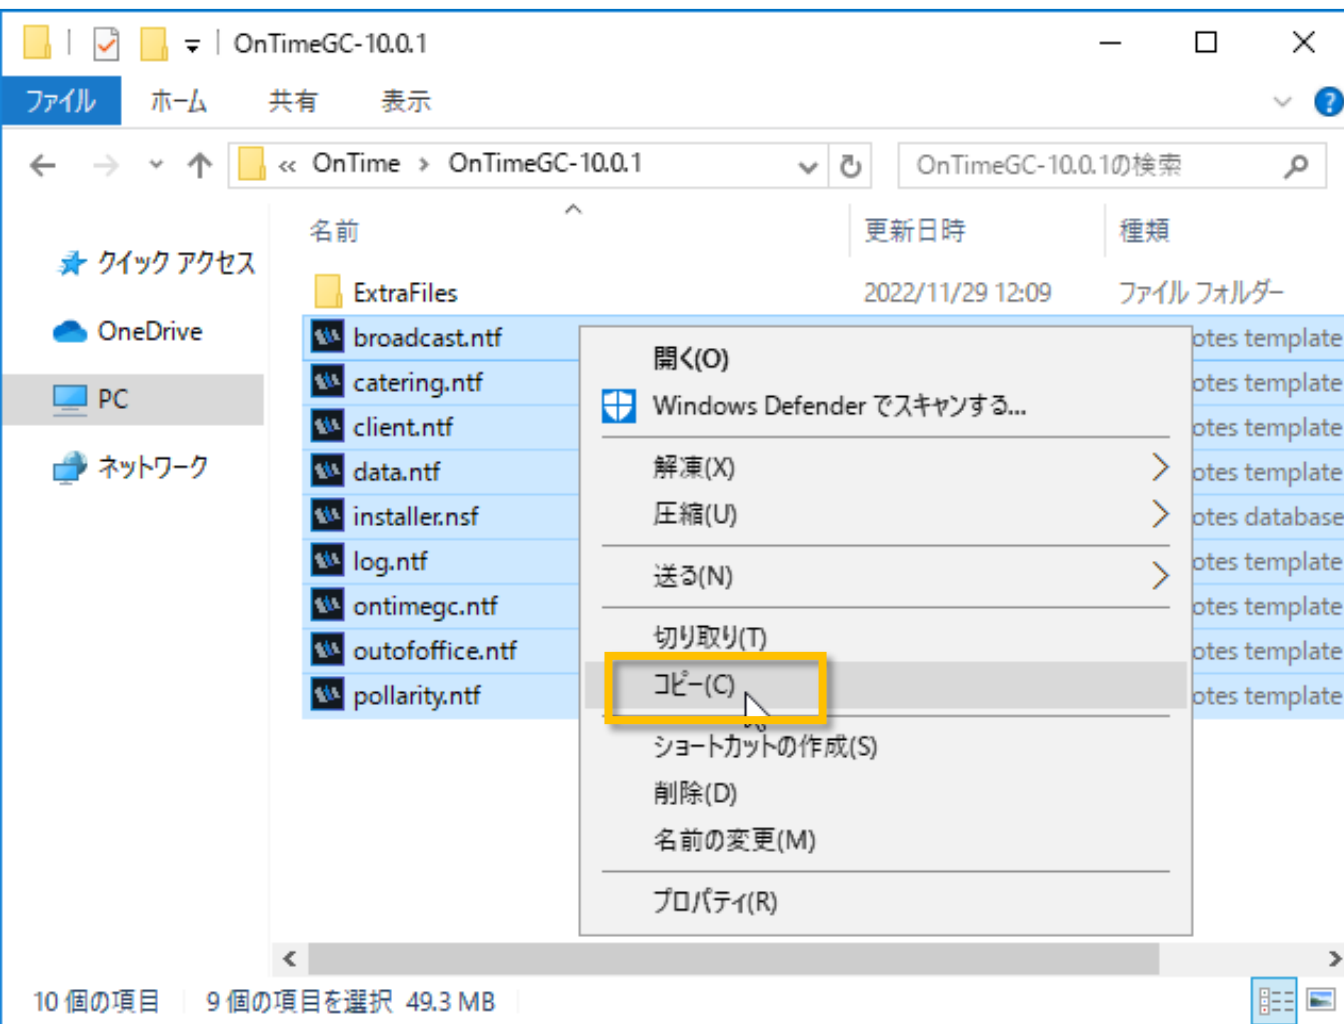 OnTimeGC-10.0.1
ファイル ホーム 共有 表示
« OnTime › OnTimeGC-10.0.1 OnTimeGC-10.0.1の検索
名前 更新日時 種類
クイック アクセス
OneDrive
PC
ネットワーク
ExtraFiles 2022/11/29 12:09 ファイル フォルダー
broadcast.ntf otes template
catering.ntf otes template
client.ntf otes template
data.ntf otes template
installer.nsf otes database
log.ntf otes template
ontimegc.ntf otes template
outofoffice.ntf otes template
pollarity.ntf otes template
開く(O)
Windows Defender でスキャンする...
解凍(X)
圧縮(U)
送る(N)
切り取り(T)
コピー(C)
ショートカットの作成(S)
削除(D)
名前の変更(M)
プロパティ(R)
10 個の項目 9 個の項目を選択 49.3 MB